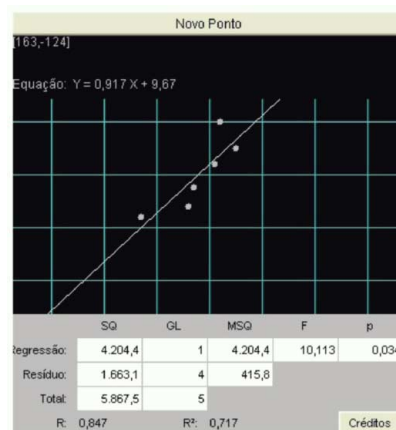 Novo Ponto
[163,-124]
Equação: Y = 0,917 X + 9,67
SQ GL MSQ F p
Regressão: 4.204,4 1 4.204,4 10,113 0,034
Resíduo: 1.663,1 4 415,8
Total: 5.867,5 5
R: 0,847 R²: 0,717 Créditos